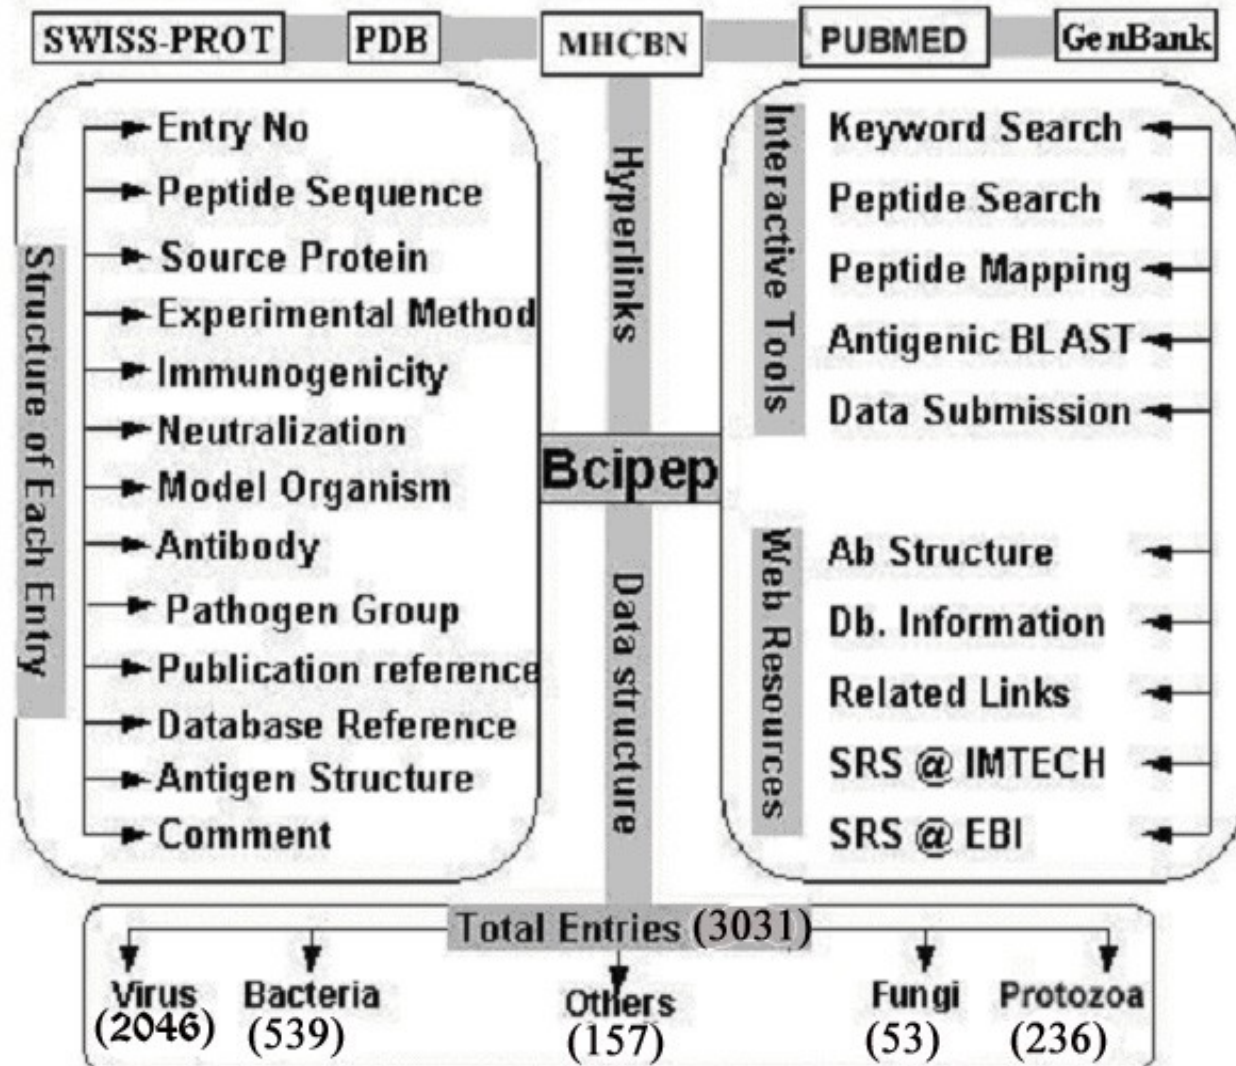 SWISS-PROT
PDB
MHCBN
PUBMED
GenBank
Structure of Each Entry
Entry No
Peptide Sequence
Source Protein
Experimental Method
Immunogenicity
Neutralization
Model Organism
Antibody
Pathogen Group
Publication reference
Database Reference
Antigen Structure
Comment
Hyperlinks
Bcipep
Data structure
Interactive Tools
Keyword Search
Peptide Search
Peptide Mapping
Antigenic BLAST
Data Submission
Web Resources
Ab Structure
Db. Information
Related Links
SRS @ IMTECH
SRS @ EBI
Total Entries (3031)
Virus
(2046)
Bacteria
(539)
Others
(157)
Fungi
(53)
Protozoa
(236)